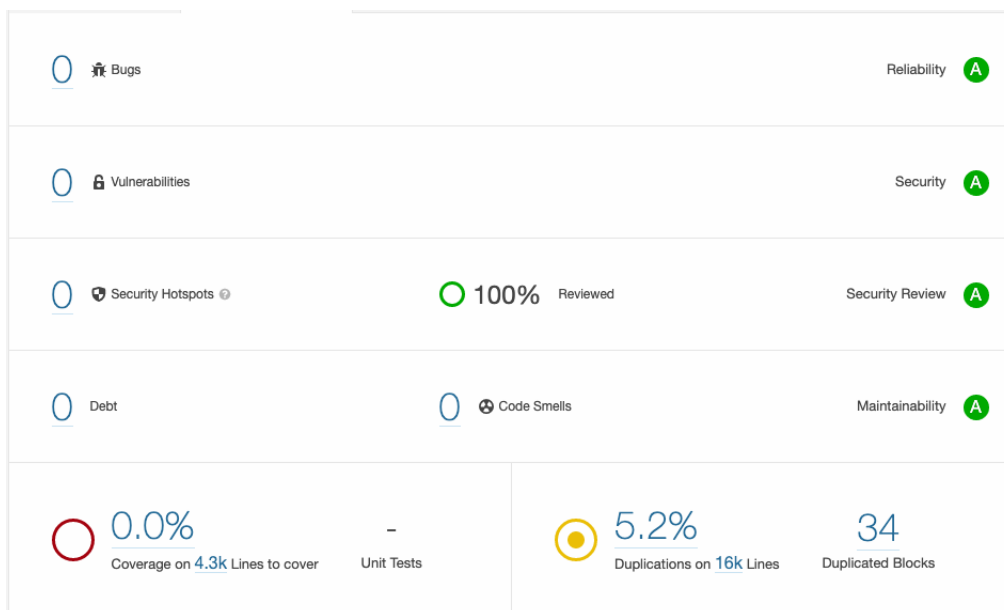 0 Bugs Reliability A
0 Vulnerabilities Security A
0 Security Hotspots ? 100% Reviewed Security Review A
0 Debt 0 Code Smells Maintainability A
0.0% - 5.2% 34
Coverage on 4.3k Lines to cover Unit Tests Duplications on 16k Lines Duplicated Blocks